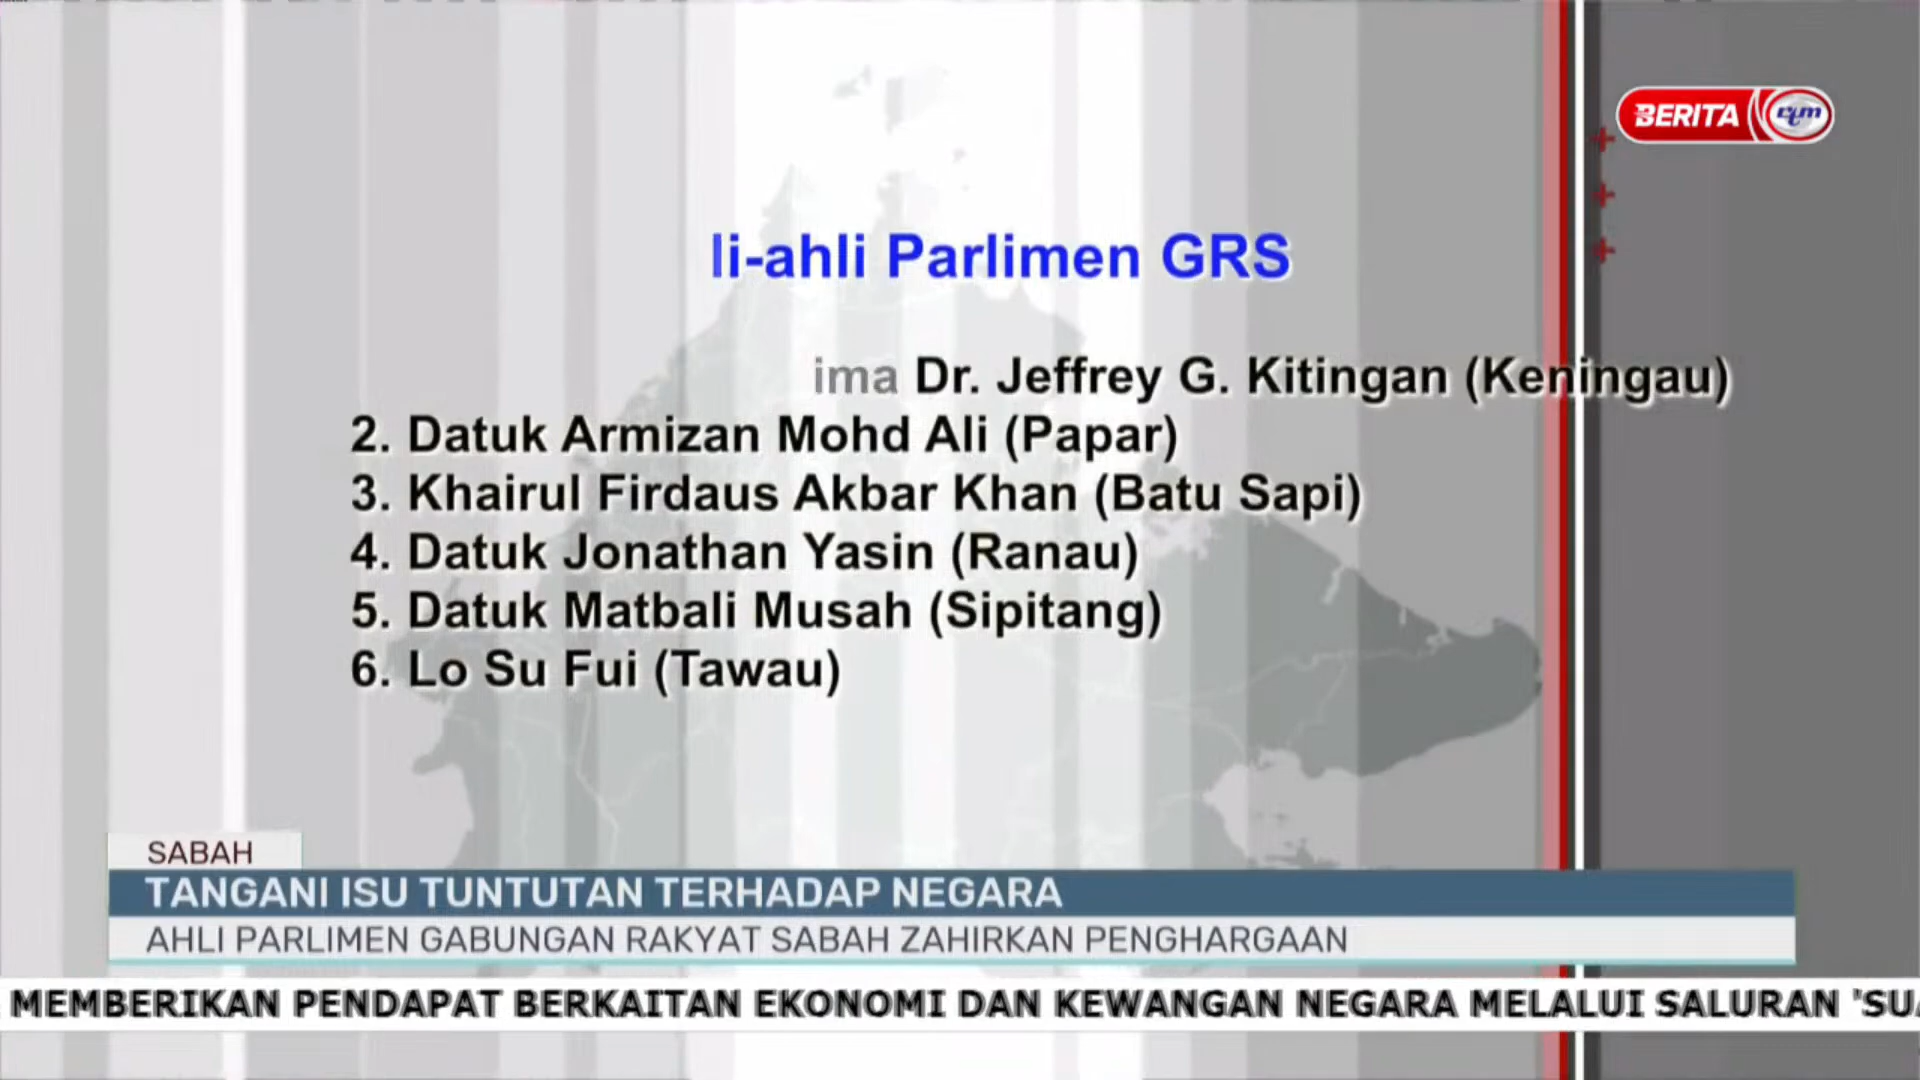 BERITA rtm
li-ahli Parlimen GRS
ima Dr. Jeffrey G. Kitingan (Keningau)
2. Datuk Armizan Mohd Ali (Papar)
3. Khairul Firdaus Akbar Khan (Batu Sapi)
4. Datuk Jonathan Yasin (Ranau)
5. Datuk Matbali Musah (Sipitang)
6. Lo Su Fui (Tawau)
SABAH
TANGANI ISU TUNTUTAN TERHADAP NEGARA
AHLI PARLIMEN GABUNGAN RAKYAT SABAH ZAHIRKAN PENGHARGAAN
MEMBERIKAN PENDAPAT BERKAITAN EKONOMI DAN KEWANGAN NEGARA MELALUI SALURAN 'SUA